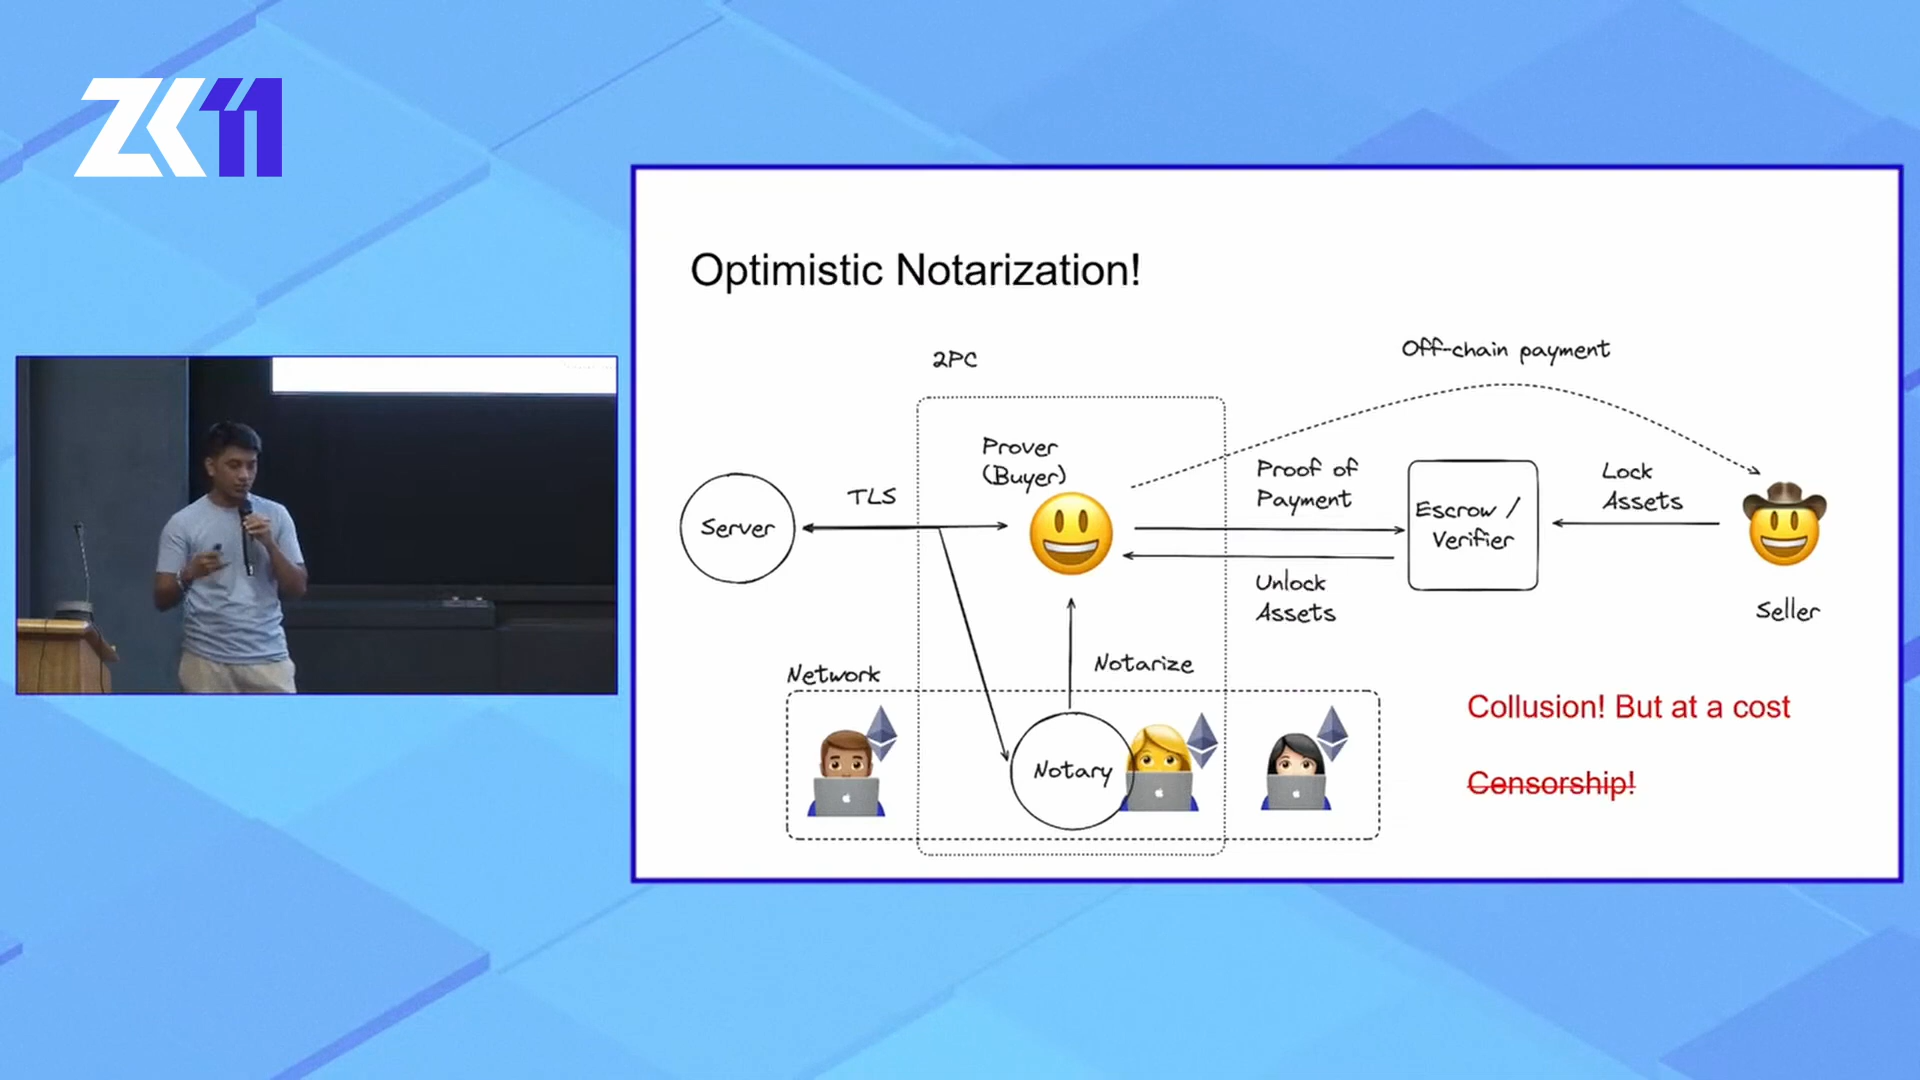 ZK11
Optimistic Notarization!
2PC
Off-chain payment
Prover
(Buyer)
Proof of
Payment
Lock
Assets
TLS
Server
Escrow /
Verifier
Unlock
Assets
Seller
Notarize
Network
Notary
Collusion! But at a cost
Censorship!